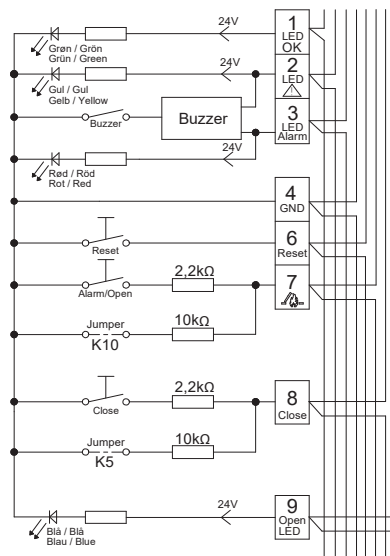 24V
1
LED
OK
Grøn / Grön
Grün / Green
24V
2
LED
Gul / Gul
Gelb / Yellow
Buzzer
Buzzer
3
LED
Alarm
24V
Rød / Röd
Rot / Red
4
GND
Reset
6
Reset
Alarm/Open
2,2kΩ
7
Jumper
K10
10kΩ
Close
2,2kΩ
8
Close
Jumper
K5
10kΩ
24V
9
Open
LED
Blå / Blå
Blau / Blue